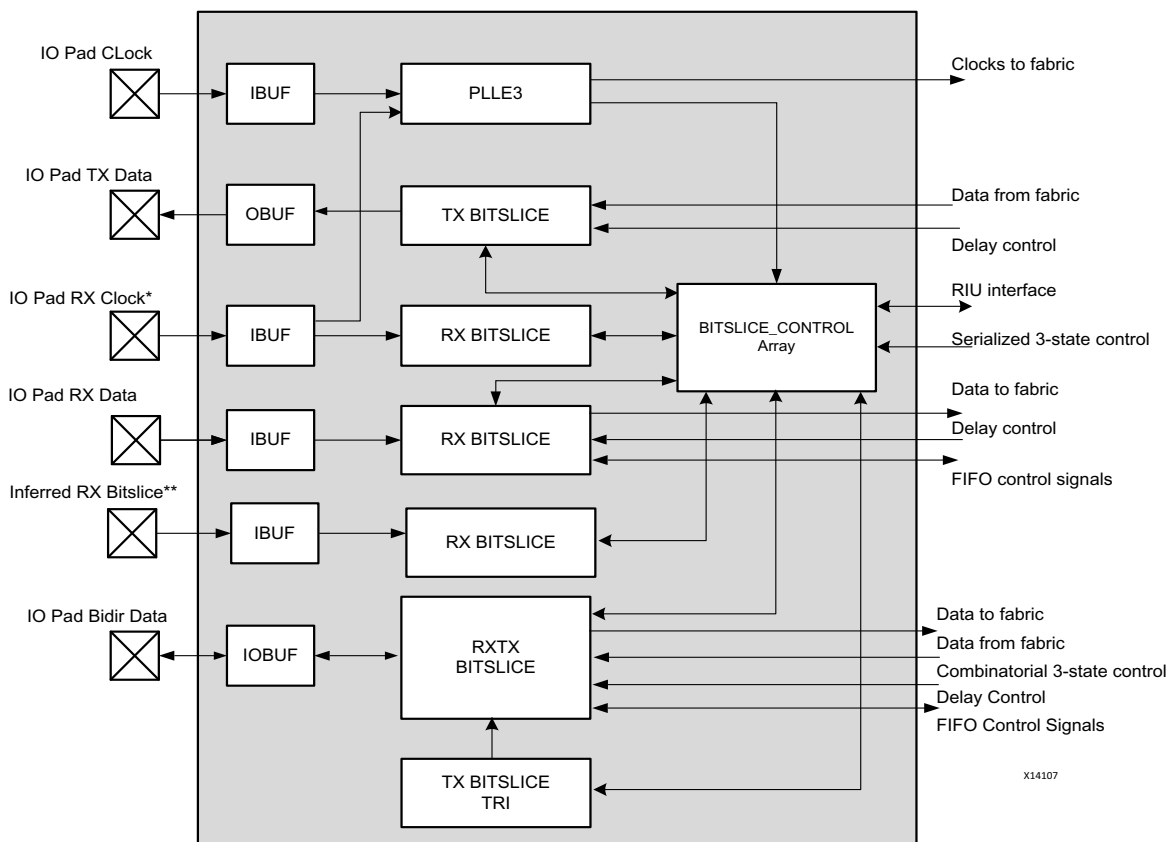 IO Pad CLock
IBUF
PLLE3
Clocks to fabric
IO Pad TX Data
OBUF
TX BITSLICE
Data from fabric
Delay control
IO Pad RX Clock*
IBUF
RX BITSLICE
BITSLICE_CONTROL
Array
RIU interface
Serialized 3-state control
IO Pad RX Data
IBUF
RX BITSLICE
Data to fabric
Delay control
FIFO control signals
Inferred RX Bitslice**
IBUF
RX BITSLICE
IO Pad Bidir Data
IOBUF
RXTX
BITSLICE
Data to fabric
Data from fabric
Combinatorial 3-state control
Delay Control
FIFO Control Signals
TX BITSLICE
TRI
X14107